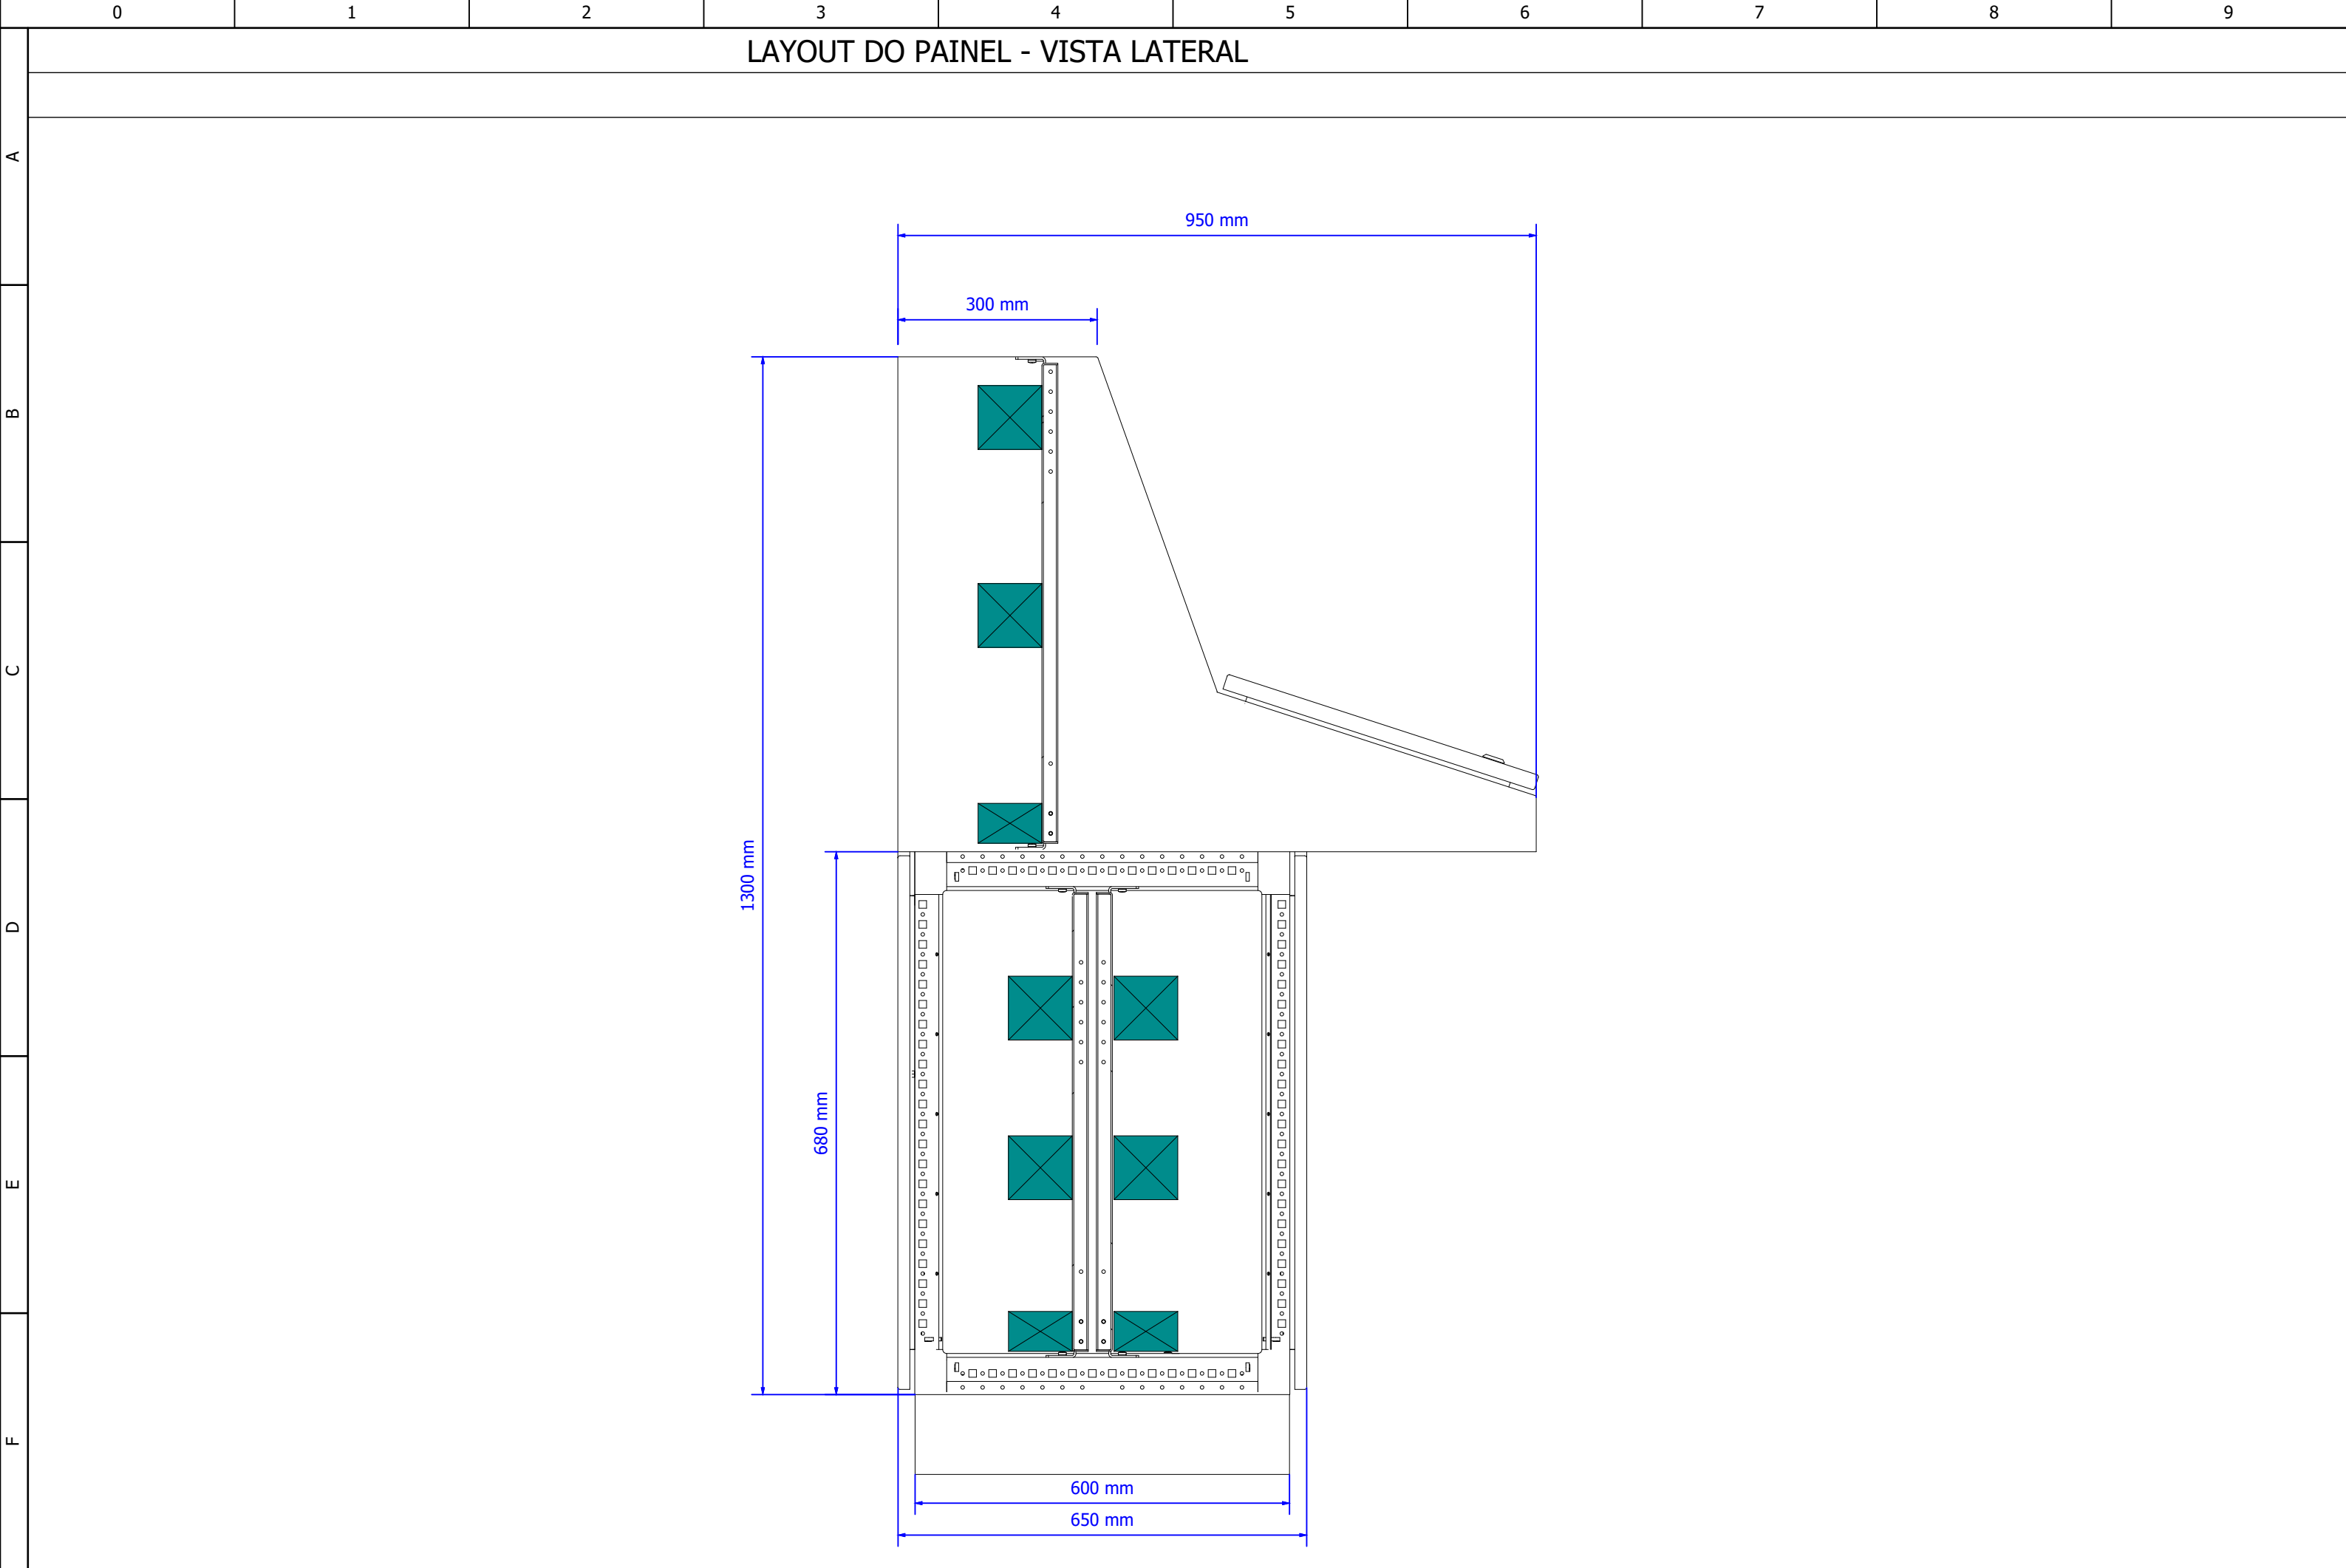 0 1 2 3 4 5 6 7 8 9
LAYOUT DO PAINEL - VISTA LATERAL
A
950 mm
300 mm
B
C
1300 mm
D
680 mm
E
F
600 mm
650 mm